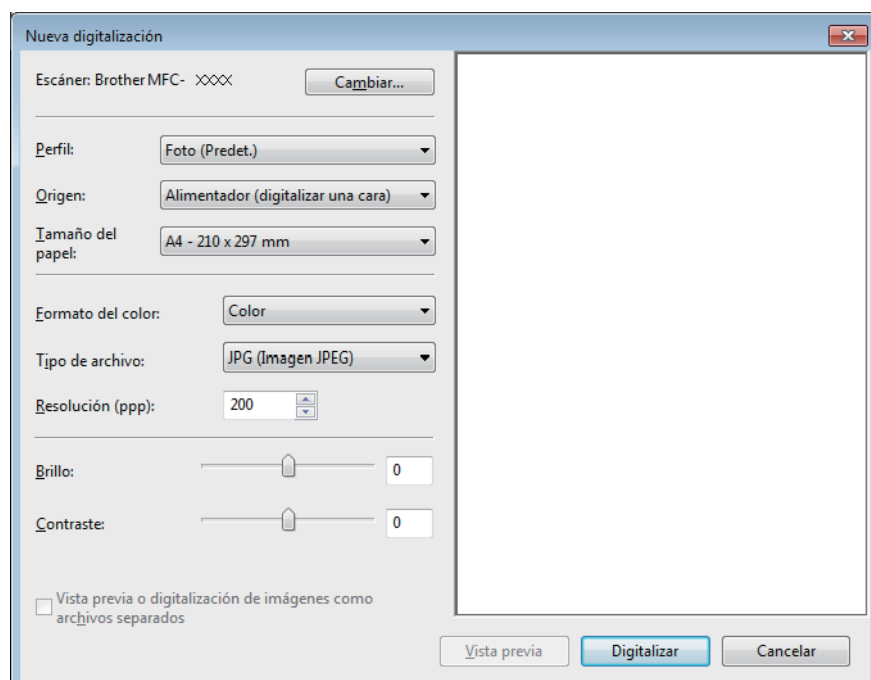 Nueva digitalización
Escáner: Brother MFC- XXXX
Cambiar...
Perfil:
Foto (Predet.)
Origen:
Alimentador (digitalizar una cara)
Tamaño del
papel:
A4 - 210 x 297 mm
Formato del color:
Color
Tipo de archivo:
JPG (Imagen JPEG)
Resolución (ppp):
200
Brillo:
0
Contraste:
0
Vista previa o digitalización de imágenes como
archivos separados
Vista previa
Digitalizar
Cancelar